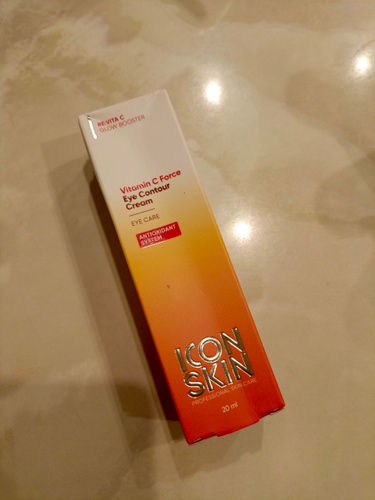 RE:VITA C
GLOW BOOSTER
Vitamin C Force
Eye Contour
Cream
EYE CARE
ANTIOXIDANT
SYSTEM
ICON
SKIN
PROFESSIONAL SKIN CARE
20 ml